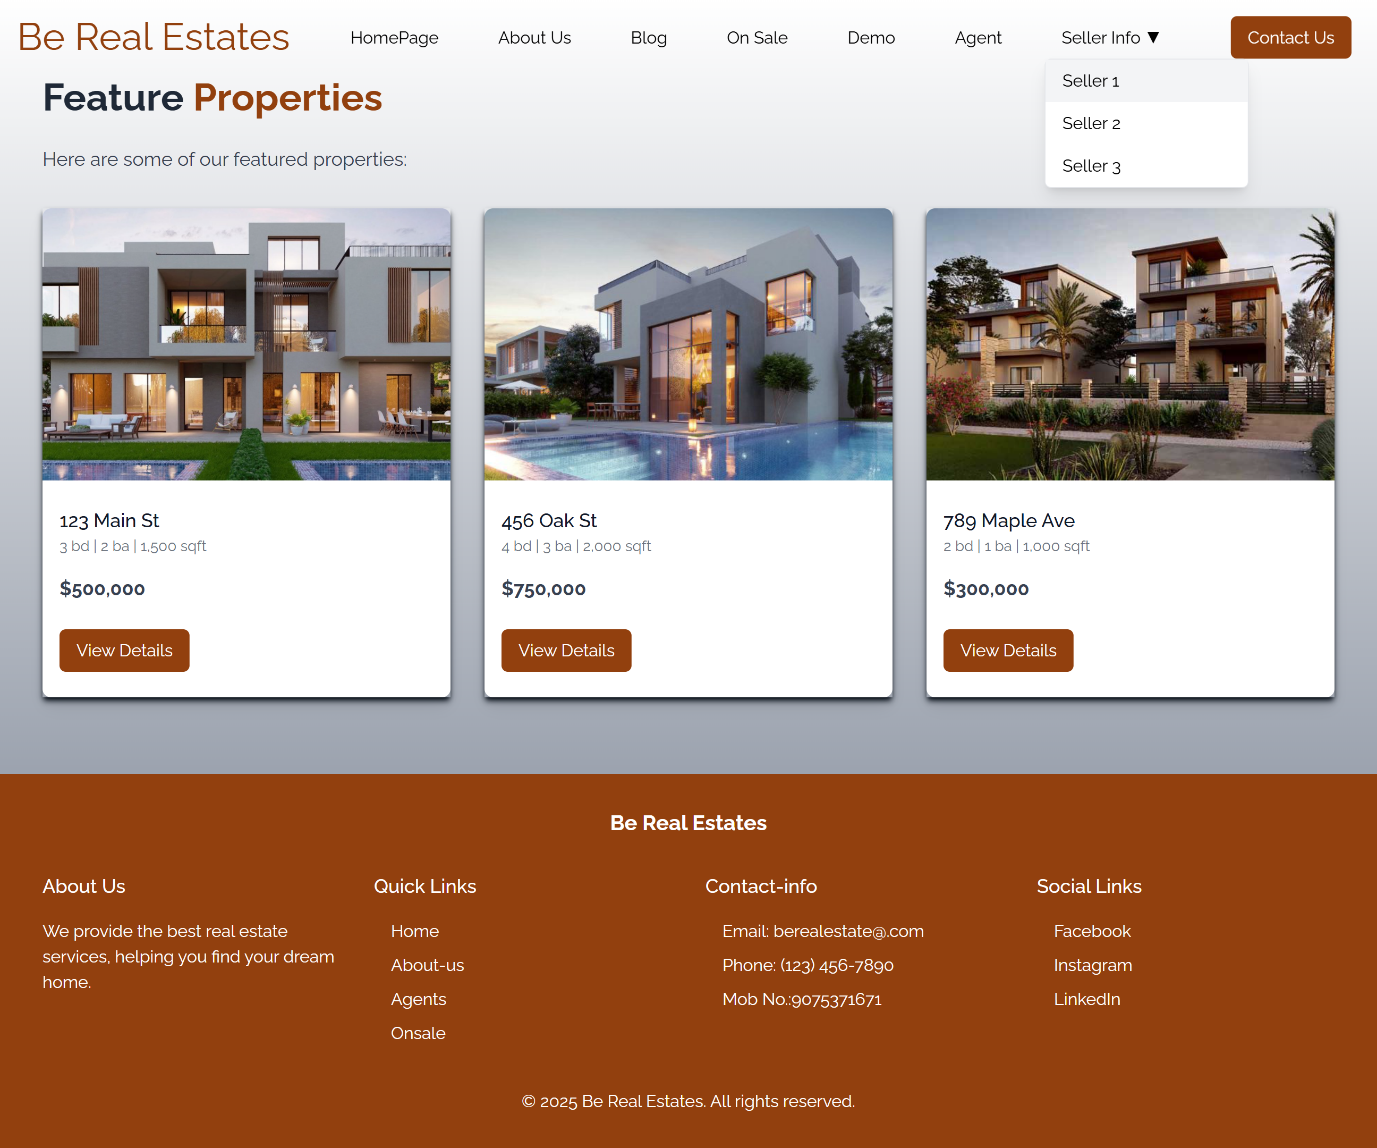 Be Real Estates
HomePage
About Us
Blog
On Sale
Demo
Agent
Seller Info ▼
Contact Us
Seller 1
Seller 2
Seller 3
Feature Properties
Here are some of our featured properties:
123 Main St
3 bd | 2 ba | 1,500 sqft
$500,000
View Details
456 Oak St
4 bd | 3 ba | 2,000 sqft
$750,000
View Details
789 Maple Ave
2 bd | 1 ba | 1,000 sqft
$300,000
View Details
Be Real Estates
About Us
We provide the best real estate
services, helping you find your dream
home.
Quick Links
Home
About-us
Agents
Onsale
Contact-info
Email: berealestate@.com
Phone: (123) 456-7890
Mob No.:9075371671
Social Links
Facebook
Instagram
LinkedIn
© 2025 Be Real Estates. All rights reserved.